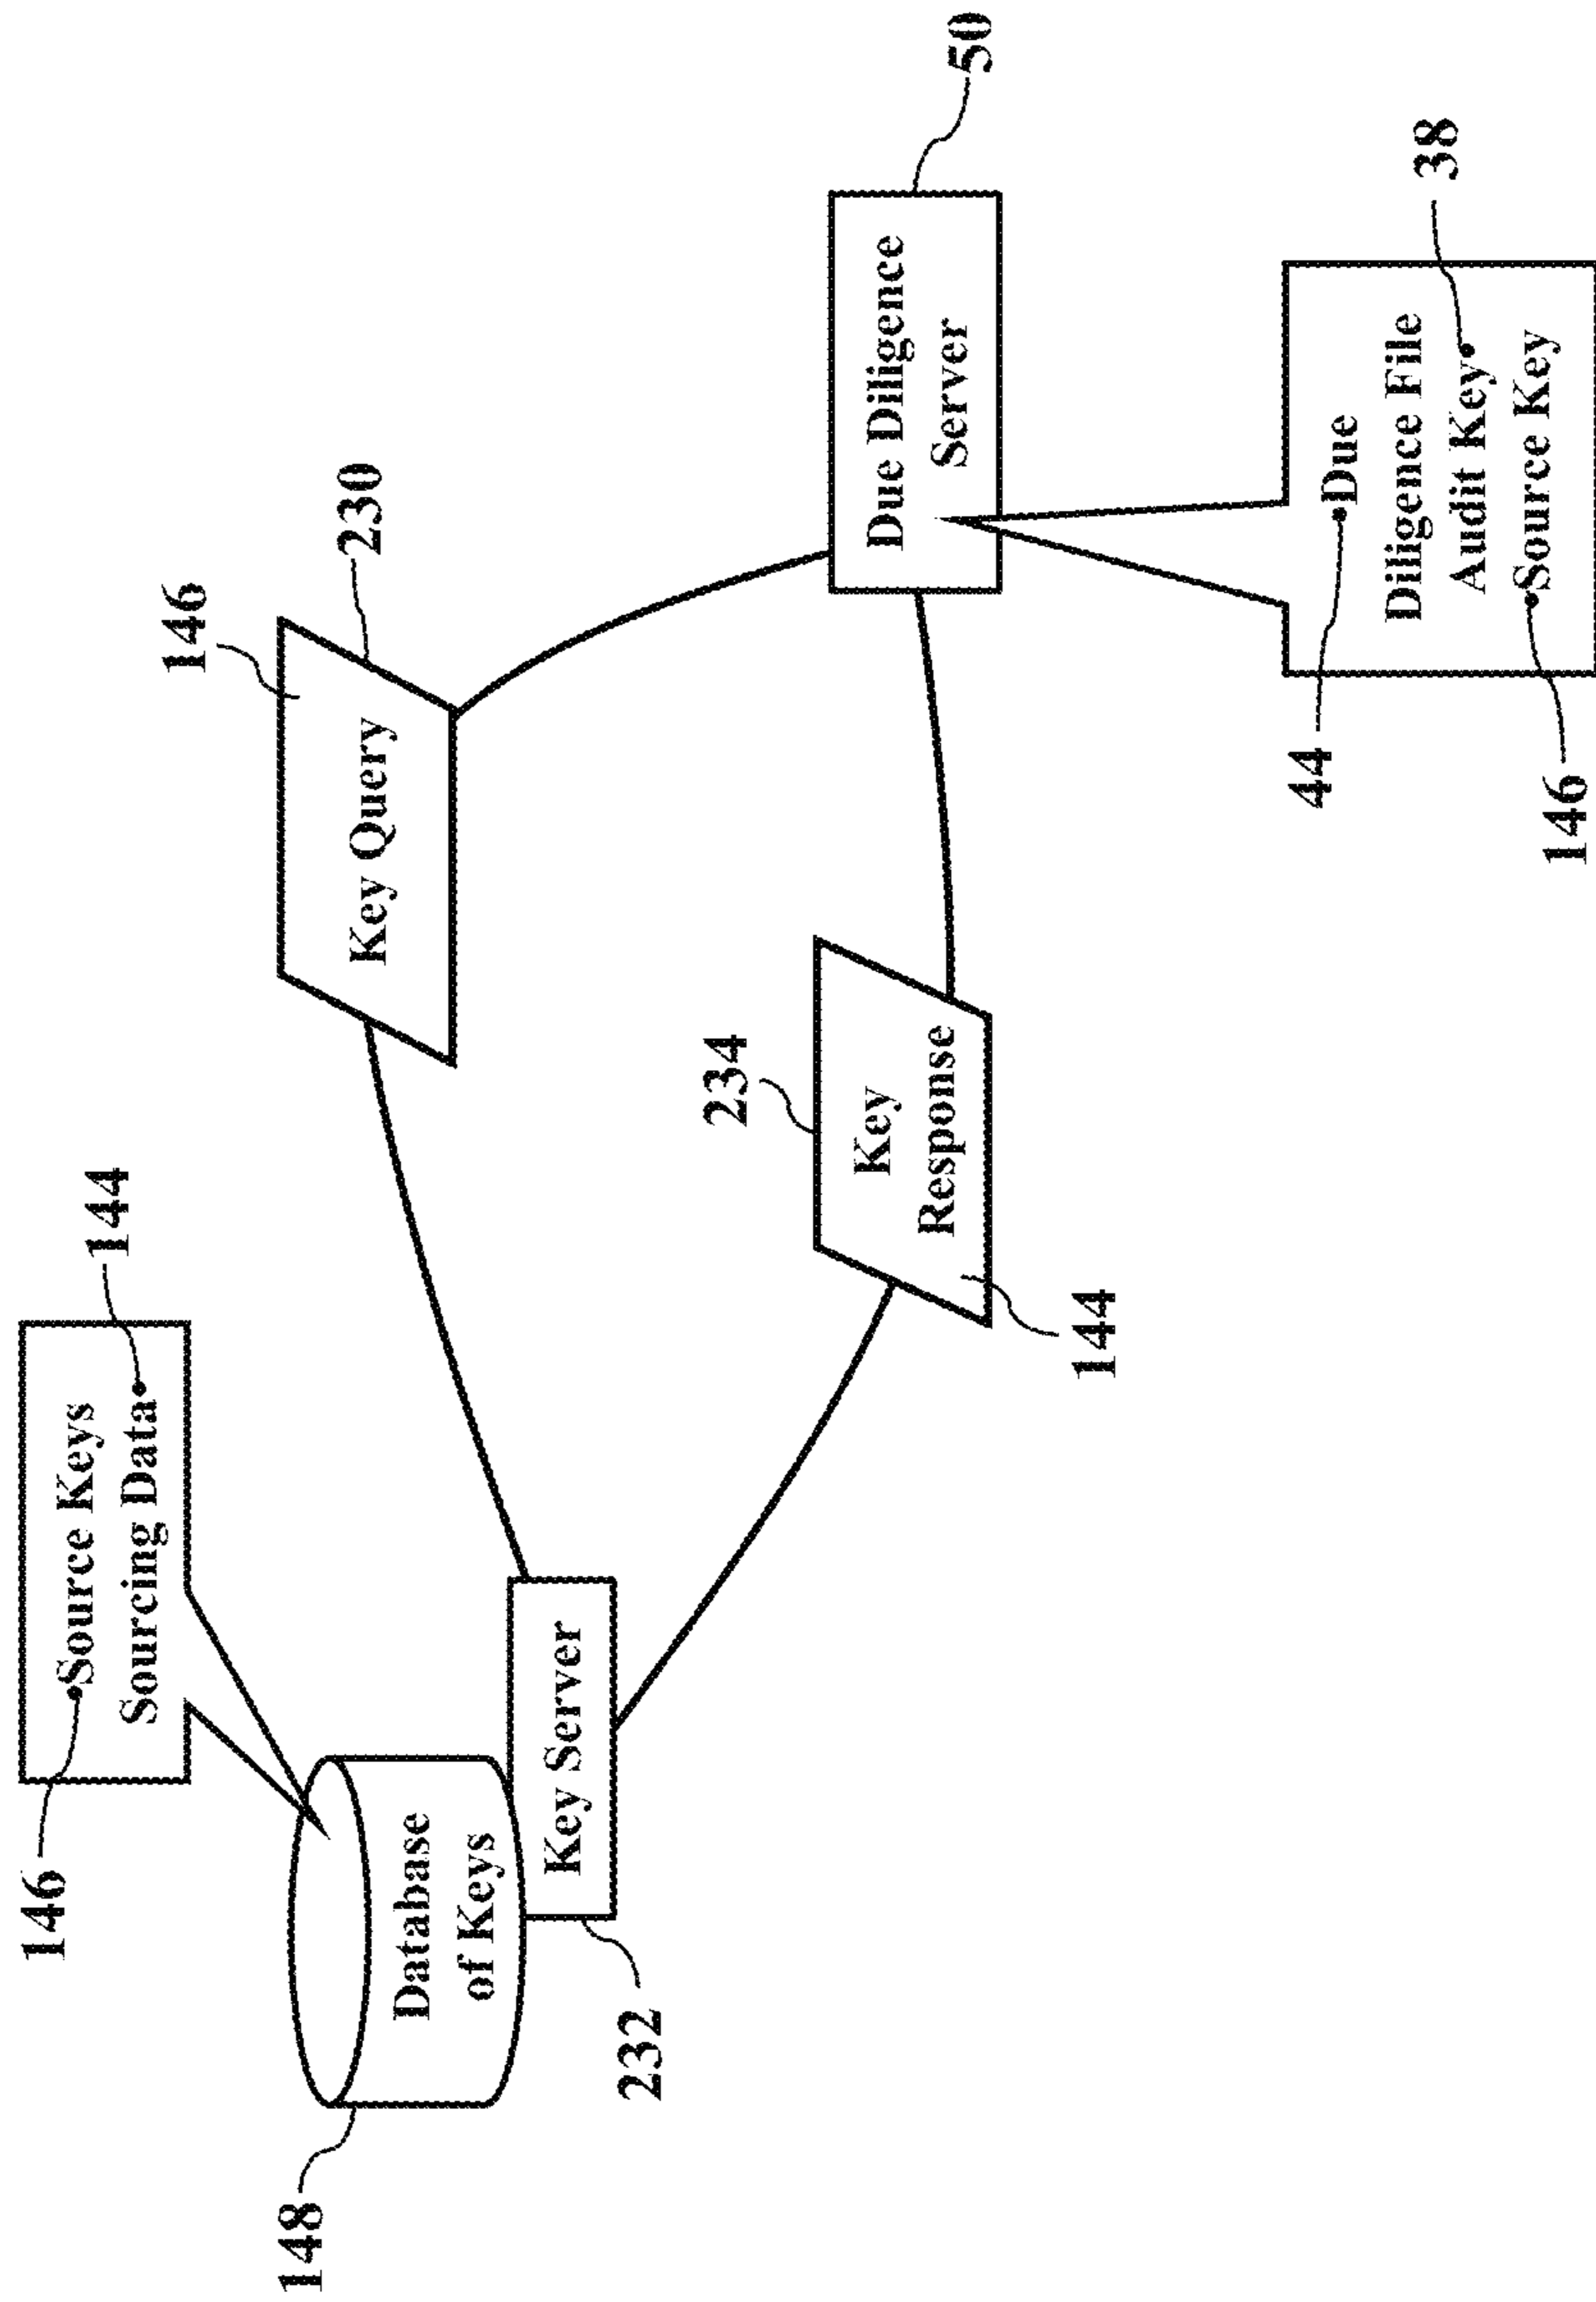 146
Source Keys
Sourcing Data
144
148
Database
of Keys
Key Server
232
146
Key Query
230
234
Key
Response
144
Due Diligence
Server
50
44
Due
Diligence File
Audit Key
38
Source Key
146